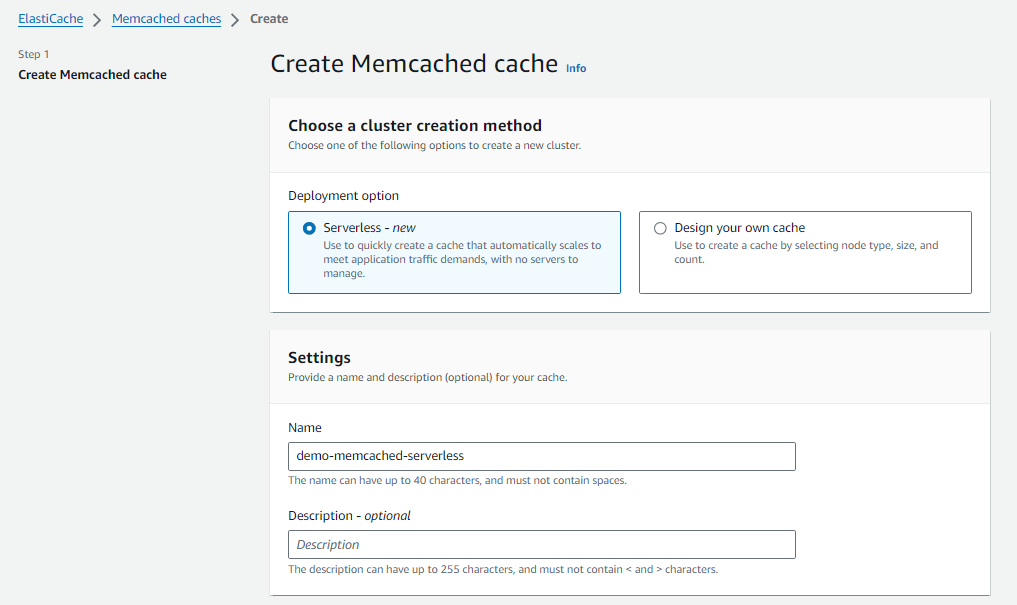 ElastiCache > Memcached caches > Create
Step 1
Create Memcached cache
Create Memcached cache Info
Choose a cluster creation method
Choose one of the following options to create a new cluster.
Deployment option
Serverless - new
Use to quickly create a cache that automatically scales to
meet application traffic demands, with no servers to
manage.
Design your own cache
Use to create a cache by selecting node type, size, and
count.
Settings
Provide a name and description (optional) for your cache.
Name
demo-memcached-serverless
The name can have up to 40 characters, and must not contain spaces.
Description - optional
Description
The description can have up to 255 characters, and must not contain < and > characters.